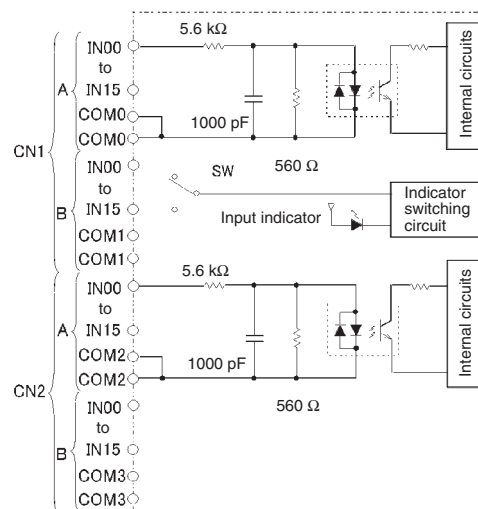 IN00
to
IN15
COM0
COM0
A
CN1
IN00
to
IN15
COM1
COM1
B
5.6 kΩ
1000 pF
560 Ω
Internal circuits
SW
Input indicator
Indicator
switching
circuit
IN00
to
IN15
COM2
COM2
A
CN2
IN00
to
IN15
COM3
COM3
B
5.6 kΩ
1000 pF
560 Ω
Internal circuits